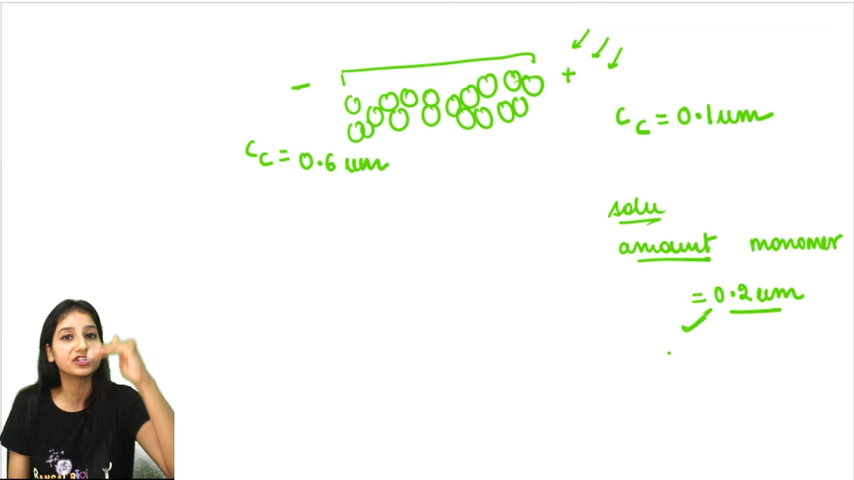 - +
Cc = 0.6 um
Cc = 0.1 um
solu
amount monomer
= 0.2 um